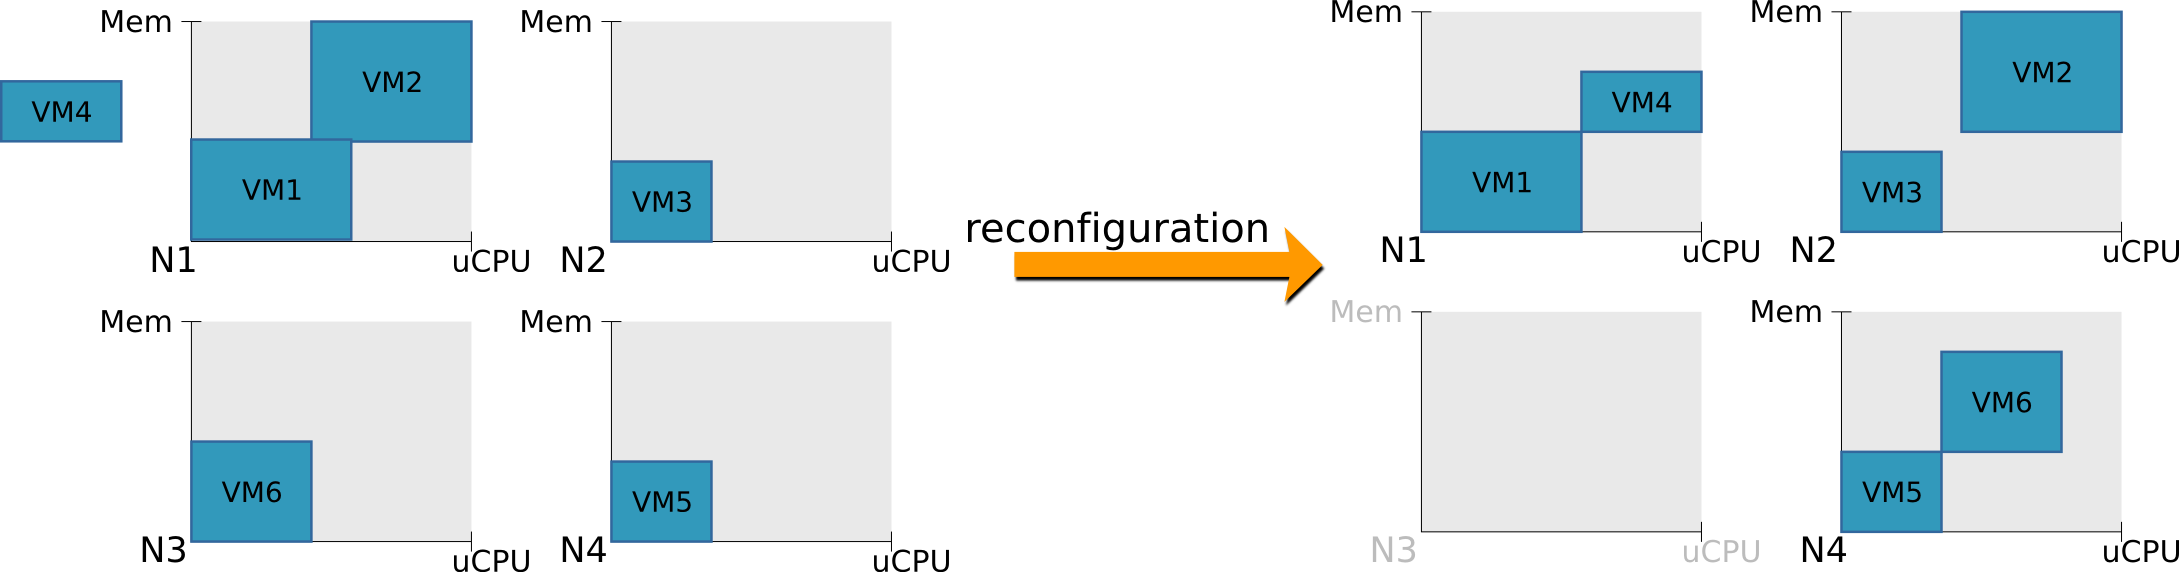 Mem
VM4
VM2
VM1
N1
uCPU
Mem
VM3
N2
uCPU
Mem
VM6
N3
uCPU
Mem
VM5
N4
uCPU
reconfiguration
Mem
VM4
VM1
N1
uCPU
Mem
VM2
VM3
N2
uCPU
Mem
N3
uCPU
Mem
VM6
VM5
N4
uCPU